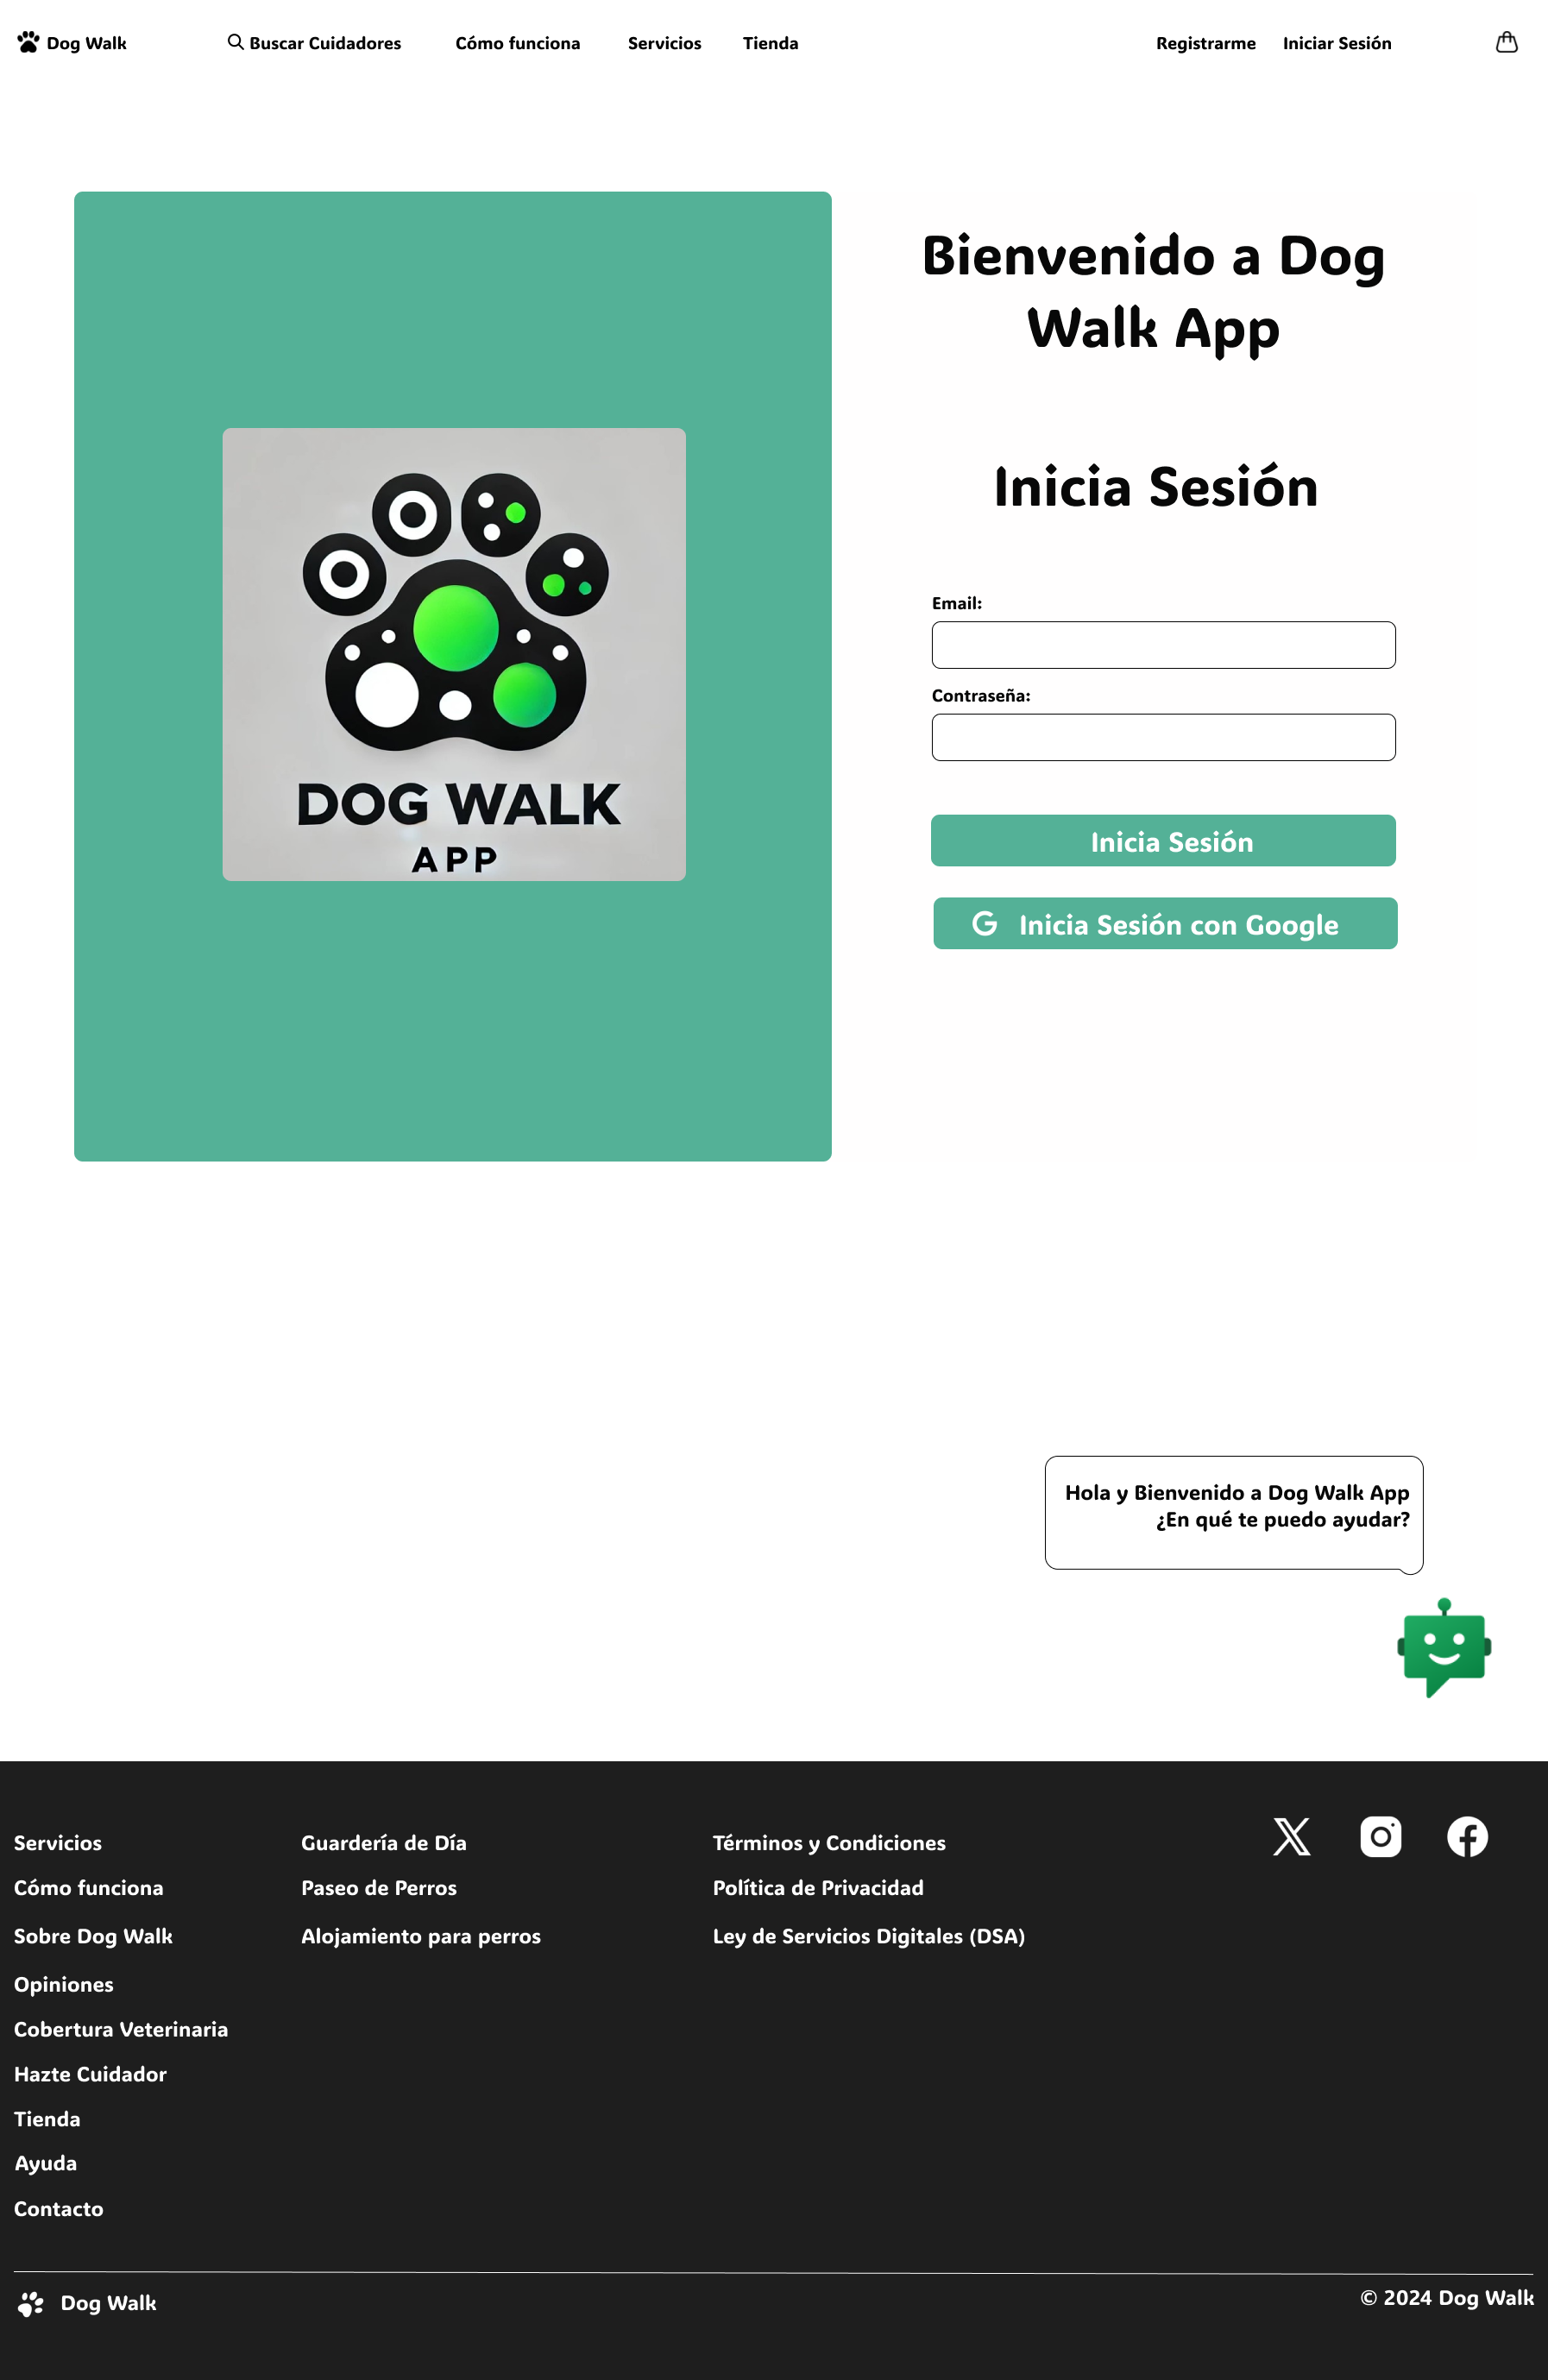 Dog Walk
Buscar Cuidadores
Cómo funciona
Servicios
Tienda
Registrarme
Iniciar Sesión
DOG WALK
APP
Bienvenido a Dog
Walk App
Inicia Sesión
Email:
Contraseña:
Inicia Sesión
Inicia Sesión con Google
Hola y Bienvenido a Dog Walk App
¿En qué te puedo ayudar?
Servicios
Cómo funciona
Sobre Dog Walk
Opiniones
Cobertura Veterinaria
Hazte Cuidador
Tienda
Ayuda
Contacto
Guardería de Día
Paseo de Perros
Alojamiento para perros
Términos y Condiciones
Política de Privacidad
Ley de Servicios Digitales (DSA)
Dog Walk
© 2024 Dog Walk